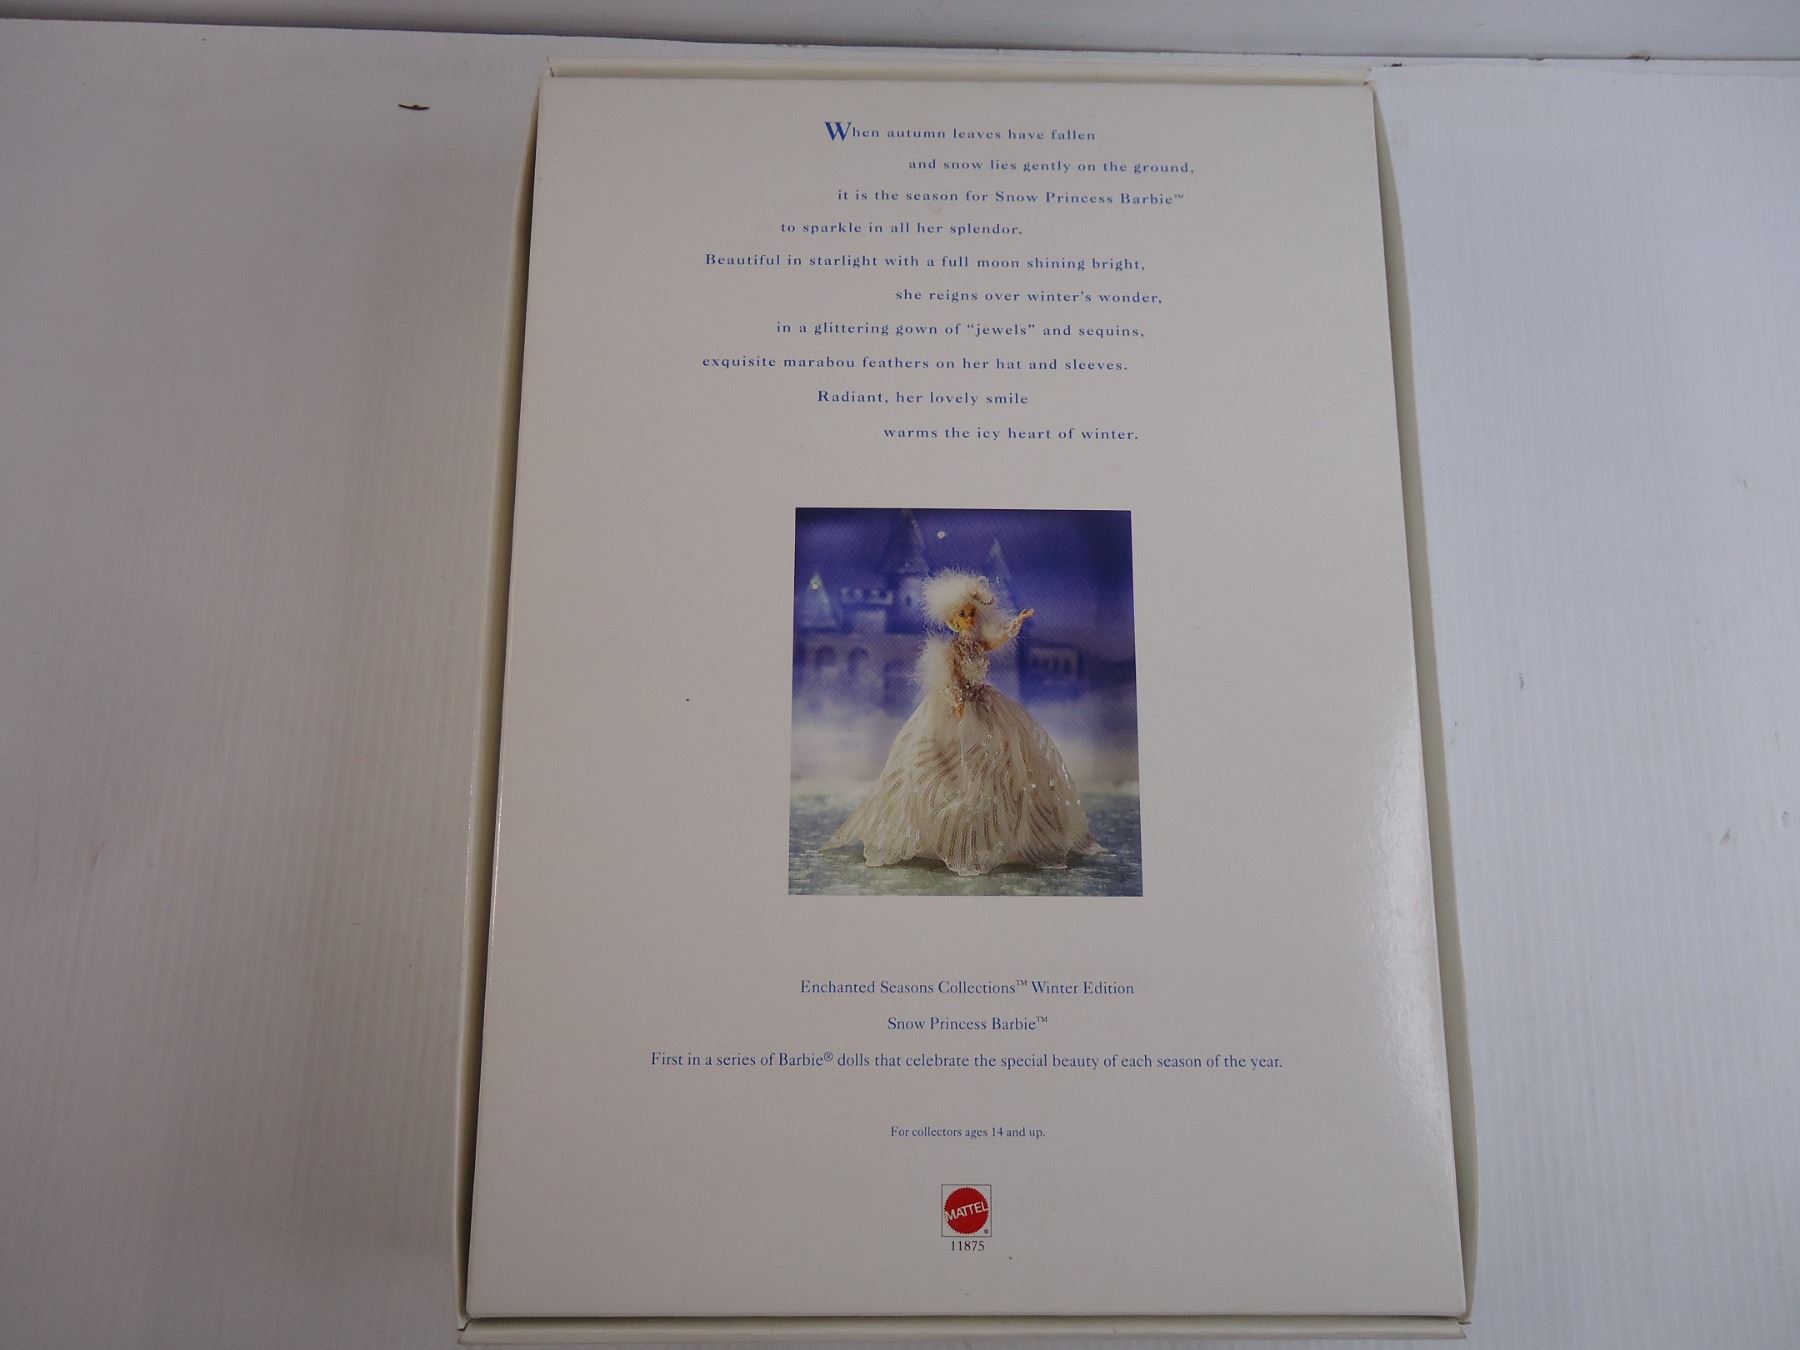 When autumn leaves have fallen
and snow lies gently on the ground,
it is the season for Snow Princess Barbie™
to sparkle in all her splendor.
Beautiful in starlight with a full moon shining bright,
she reigns over winter's wonder,
in a glittering gown of “jewels” and sequins,
exquisite marabou feathers on her hat and sleeves.
Radiant, her lovely smile
warms the icy heart of winter.
Enchanted Seasons Collections™ Winter Edition
Snow Princess Barbie™
First in a series of Barbie® dolls that celebrate the special beauty of each season of the year.
For collectors ages 14 and up.
MATTEL ®
11875